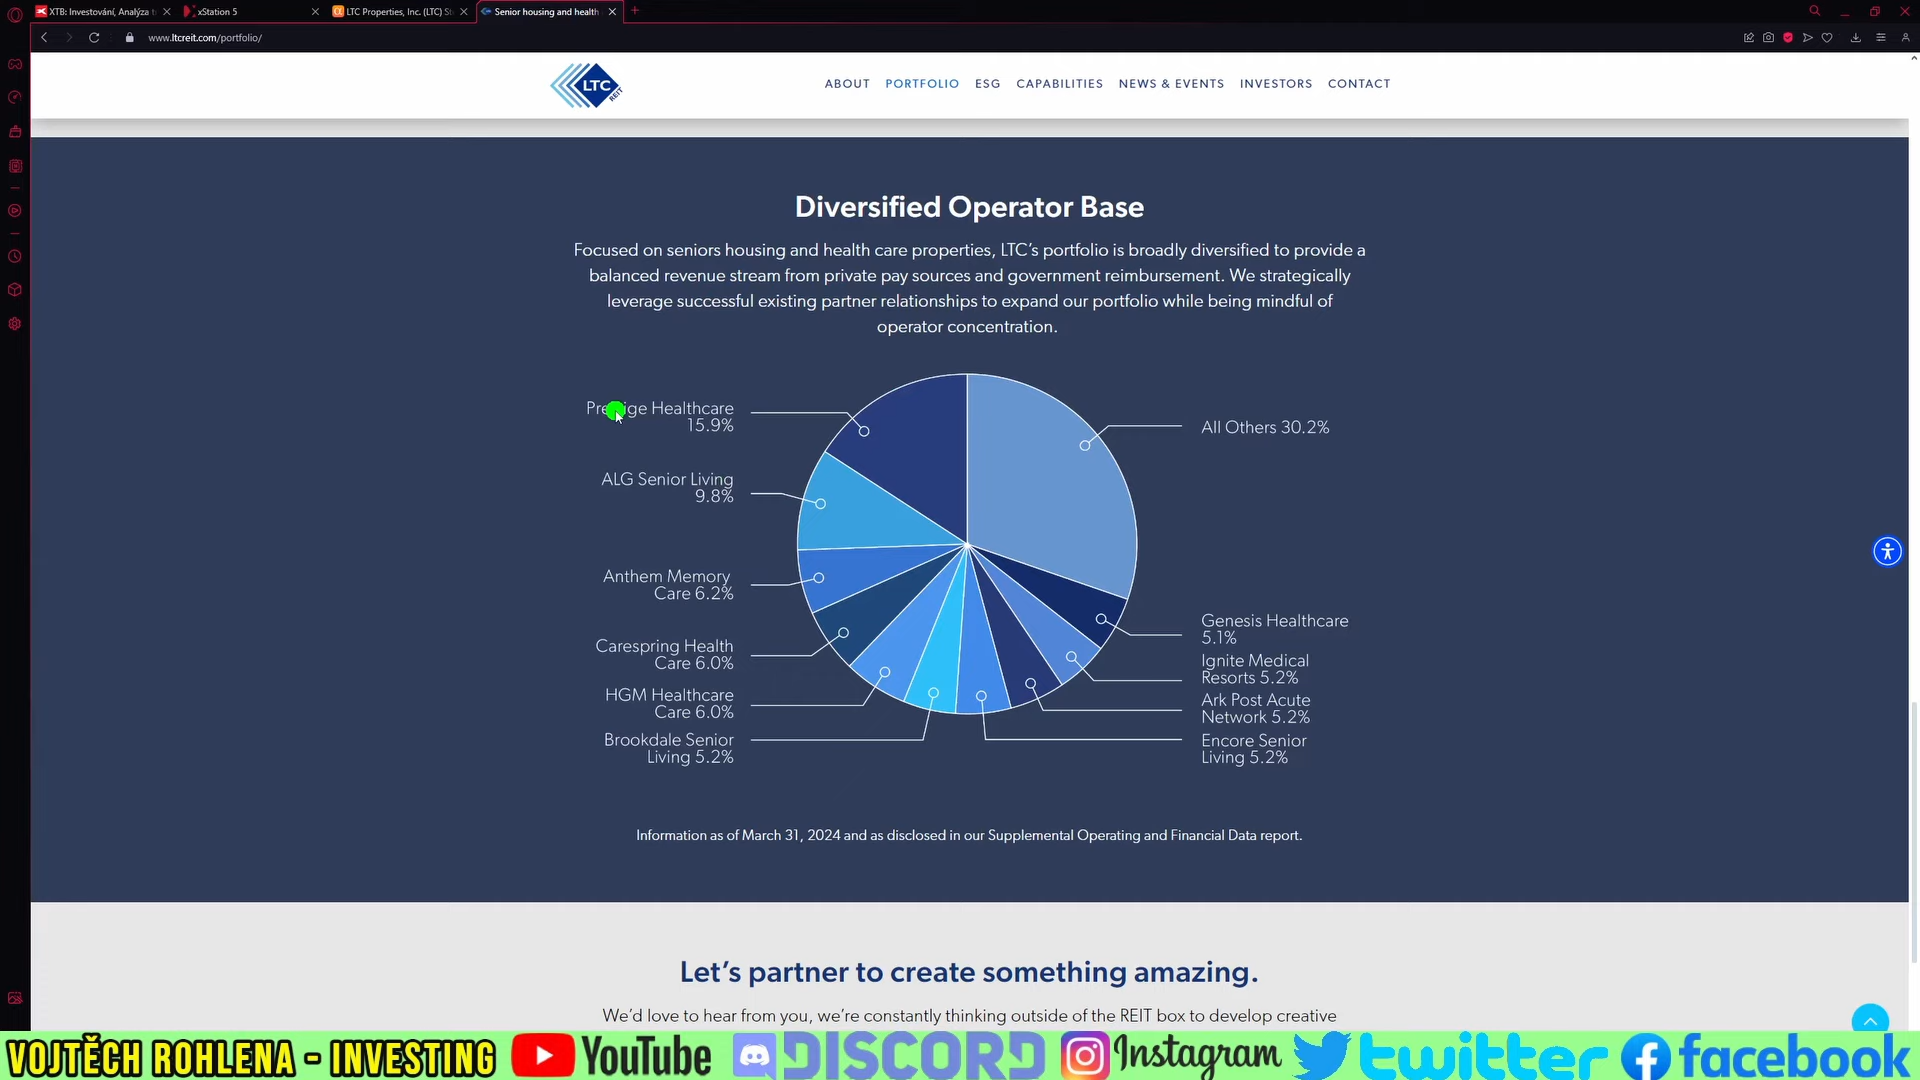 XTB: Investování, Analýza t
xStation 5
LTC Properties, Inc. (LTC) St
Senior housing and health
www.ltcreit.com/portfolio/
LTC
REIT
ABOUT PORTFOLIO ESG CAPABILITIES NEWS & EVENTS INVESTORS CONTACT
Diversified Operator Base
Focused on seniors housing and health care properties, LTC's portfolio is broadly diversified to provide a
balanced revenue stream from private pay sources and government reimbursement. We strategically
leverage successful existing partner relationships to expand our portfolio while being mindful of
operator concentration.
Healthcare
15.9%
ALG Senior Living
9.8%
Anthem Memory
Care 6.2%
Carespring Health
Care 6.0%
HGM Healthcare
Care 6.0%
Brookdale Senior
Living 5.2%
All Others 30.2%
Genesis Healthcare
5.1%
Ignite Medical
Resorts 5.2%
Ark Post Acute
Network 5.2%
Encore Senior
Living 5.2%
Information as of March 31, 2024 and as disclosed in our Supplemental Operating and Financial Data report.
Let's partner to create something amazing.
We'd love to hear from you, we're constantly thinking outside of the REIT box to develop creative
VOJTĚCH ROHLENA - INVESTING YouTube DISCORD Instagram twitter facebook